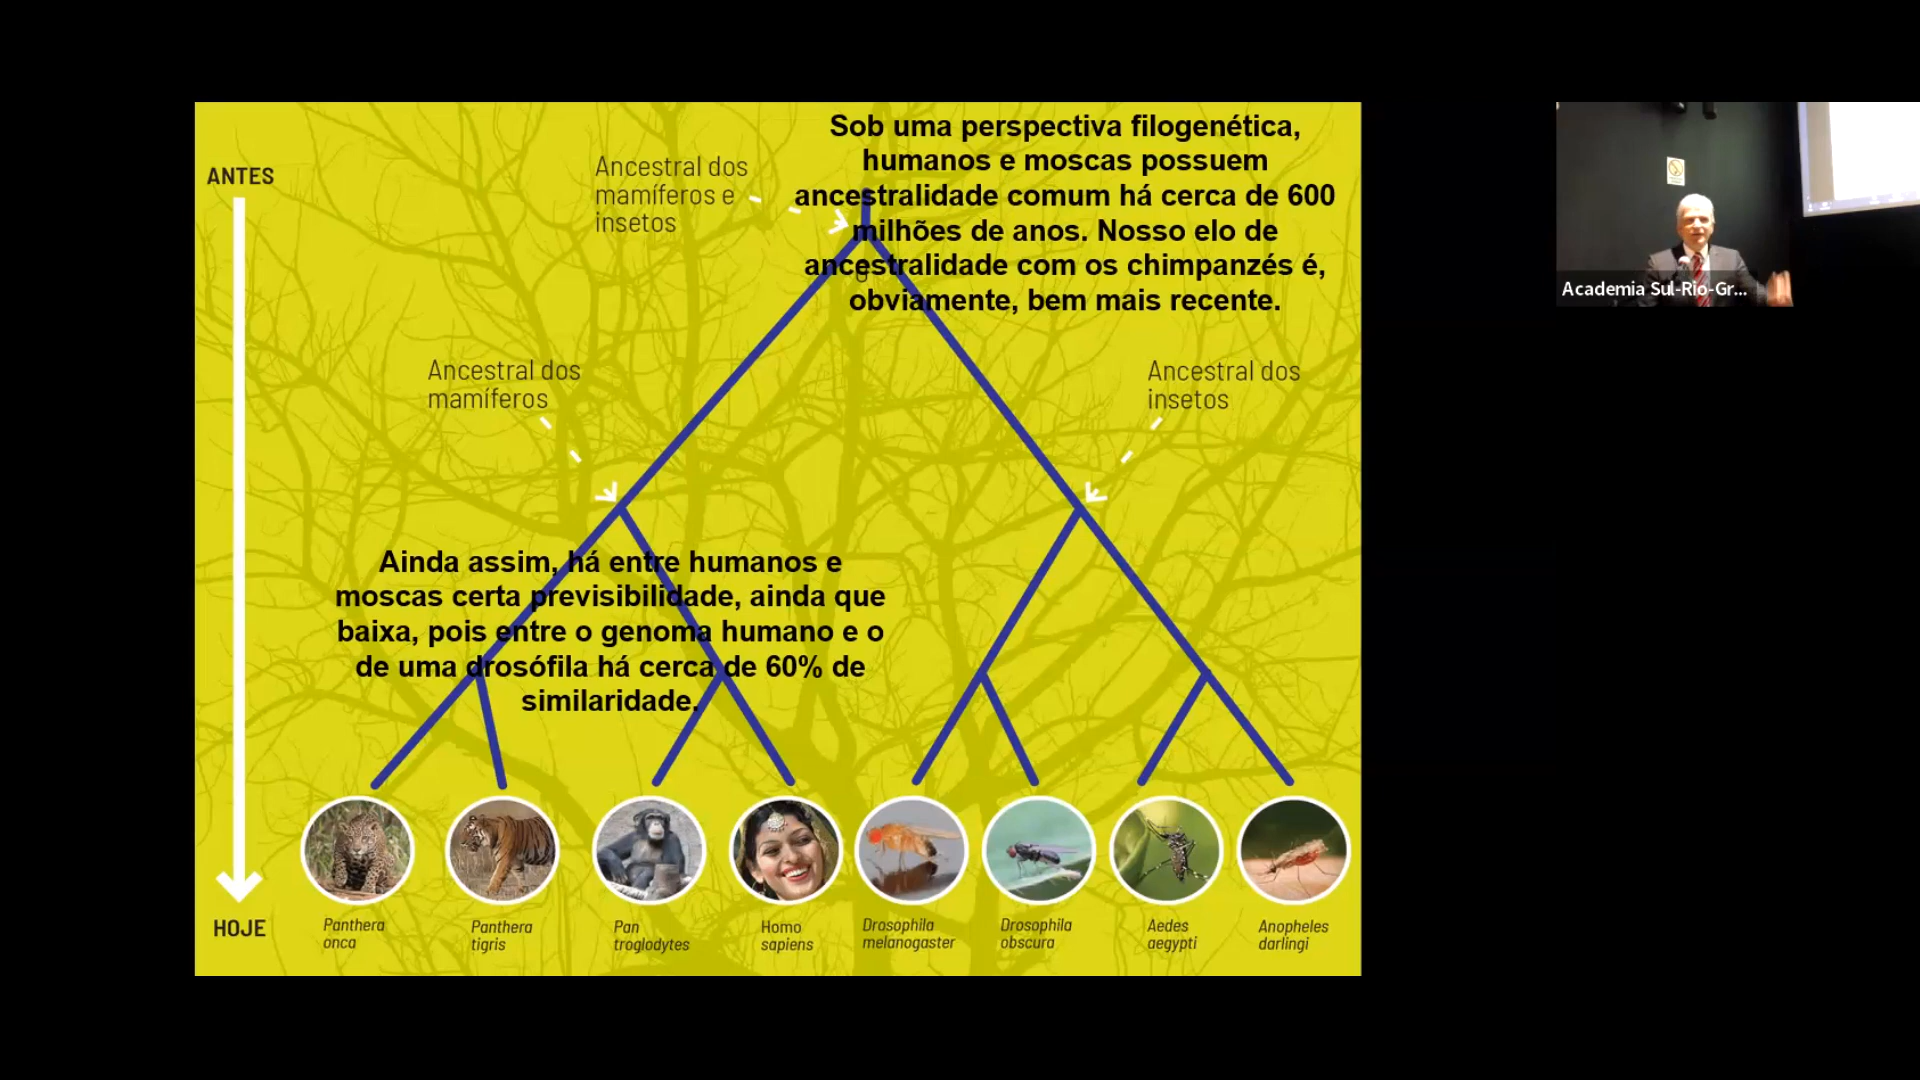 Sob uma perspectiva filogenética,
humanos e moscas possuem
ancestralidade comum há cerca de 600
milhões de anos. Nosso elo de
ancestralidade com os chimpanzés é,
obviamente, bem mais recente.
ANTES
Ancestral dos
mamíferos e
insetos
Ancestral dos
mamíferos
Ancestral dos
insetos
Ainda assim, há entre humanos e
moscas certa previsibilidade, ainda que
baixa, pois entre o genoma humano e o
de uma drosófila há cerca de 60% de
similaridade.
HOJE
Panthera
onca
Panthera
tigris
Pan
troglodytes
Homo
sapiens
Drosophila
melanogaster
Drosophila
obscura
Aedes
aegypti
Anopheles
darlingi
Academia Sul-Rio-Gr...